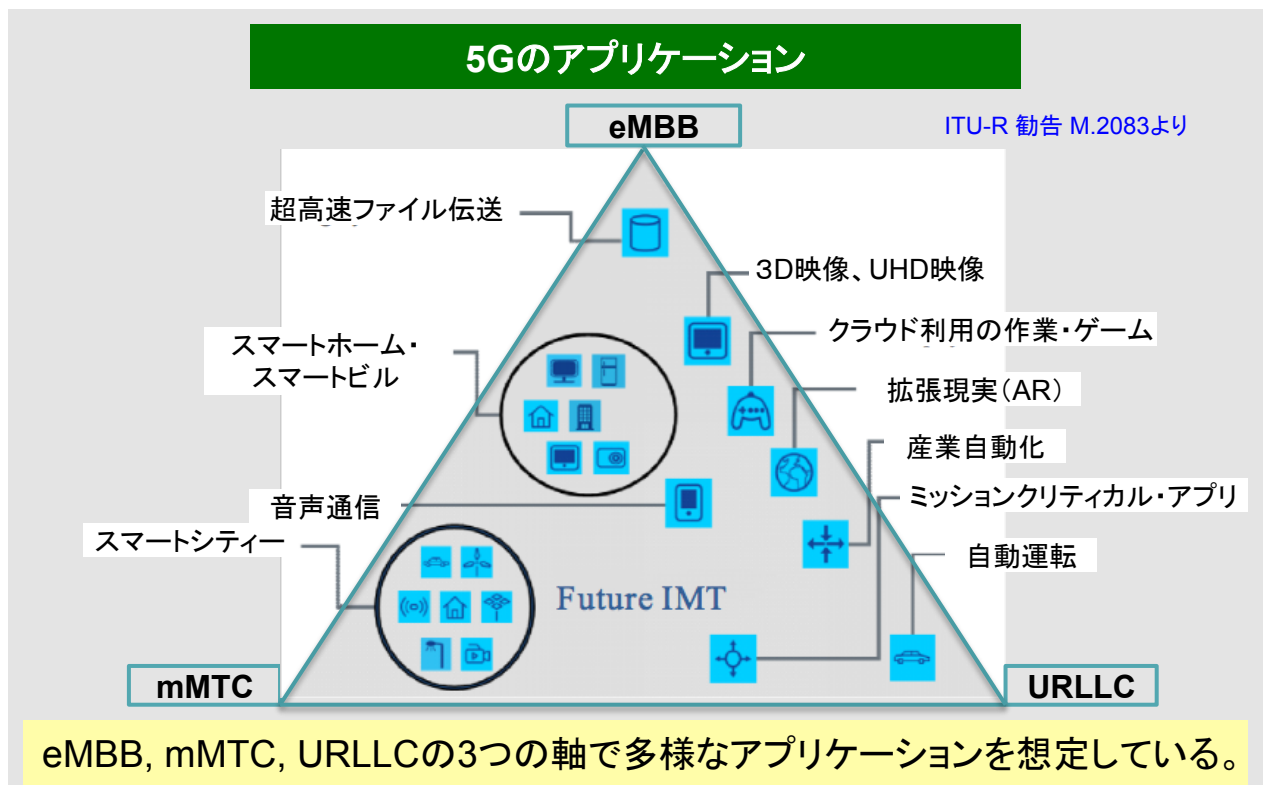 5Gのアプリケーション
eMBB
ITU-R 勧告 M.2083より
超高速ファイル伝送
3D映像、UHD映像
クラウド利用の作業・ゲーム
スマートホーム・
スマートビル
拡張現実（AR）
産業自動化
音声通信
ミッションクリティカル・アプリ
スマートシティー
自動運転
Future IMT
mMTC
URLLC
eMBB, mMTC, URLLCの3つの軸で多様なアプリケーションを想定している。